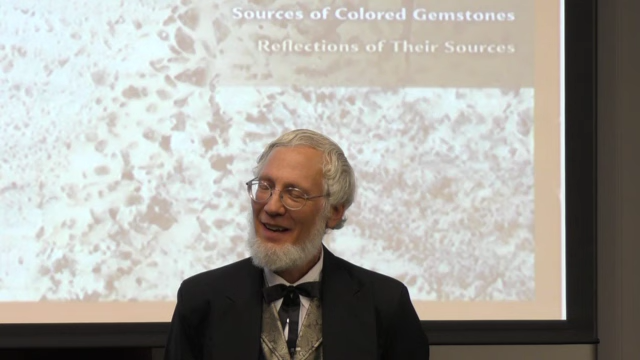 Sources of Colored Gemstones
Reflections of Their Sources